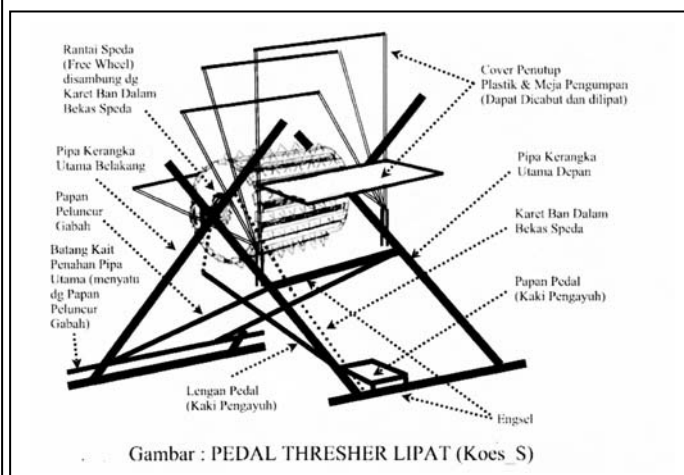 Rantai Speda
(Free Wheel)
disambung dg
Karet Ban Dalam
Bekas Speda
Pipa Kerangka
Utama Belakang
Papan
Peluncur
Gabah
Batang Kait
Penahan Pipa
Utama (menyatu
dg Papan
Peluncur
Gabah)
Cover Penutup
Plastik & Meja Pengumpan
(Dapat Dicabut dan dilipat)
Pipa Kerangka
Utama Depan
Karet Ban Dalam
Bekas Speda
Papan Pedal
(Kaki Pengayuh)
Lengan Pedal
(Kaki Pengayuh)
Engsel
Gambar : PEDAL THRESHER LIPAT (Koes_S)